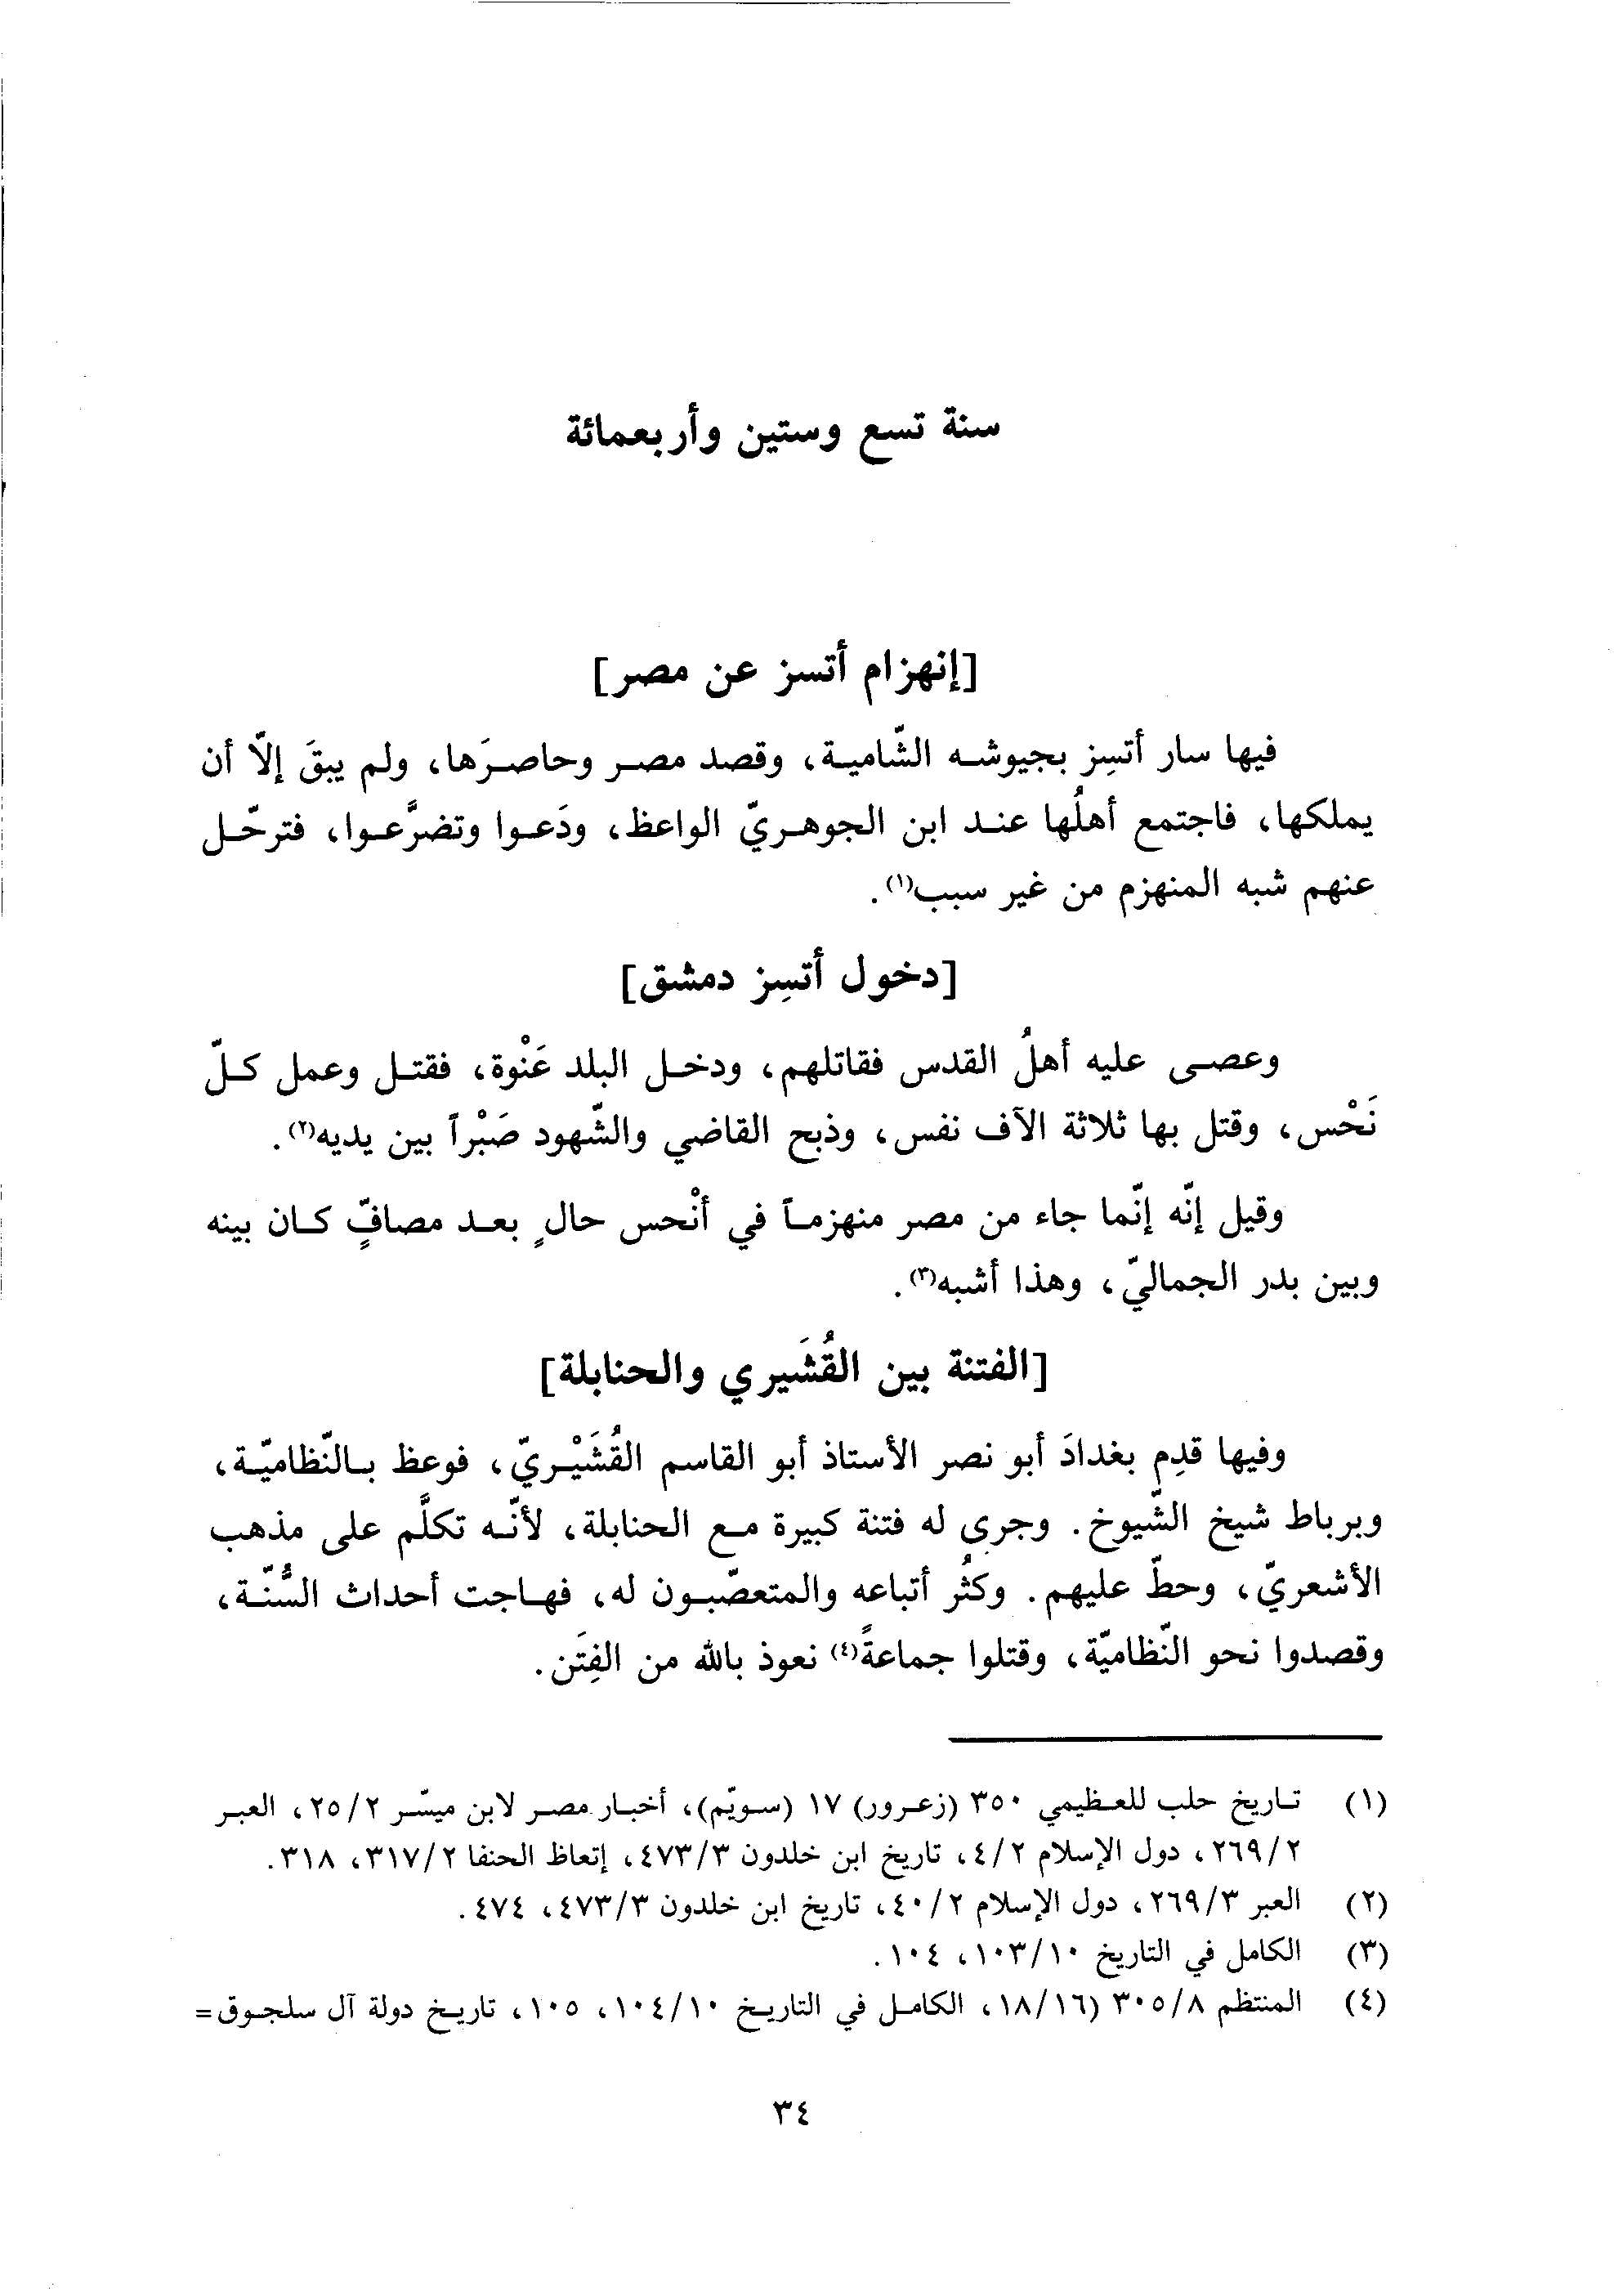 سنة تسع وستين وأربعمائة
[إنهزام أتسز عن مصر]
فيها سار أتسِز بجيوشه الشّامية، وقصد مصر وحاصرَها، ولم يبقَ إلّا أن
يملكها، فاجتمع أهلُها عند ابن الجوهريّ الواعظ، ودَعوا وتضرَّعوا، فترحّل
عنهم شبه المنهزم من غير سبب(١).
[دخول أتسِز دمشق]
وعصى عليه أهلُ القدس فقاتلهم، ودخل البلد عَنْوة، فقتل وعمل كلّ
نَحْس، وقتل بها ثلاثة الآف نفس، وذبح القاضي والشّهود صَبْراً بين يديه(٢).
وقيل إنّه إنّما جاء من مصر منهزماً في أنْحس حالٍ بعد مصافٍّ كان بينه
وبين بدر الجماليّ، وهذا أشبه(٣).
[الفتنة بين القُشَيري والحنابلة]
وفيها قدِم بغدادَ أبو نصر الأستاذ أبو القاسم القُشَيْريّ، فوعظ بالنّظاميّة،
وبرباط شيخ الشّيوخ. وجرى له فتنة كبيرة مع الحنابلة، لأنّه تكلَّم على مذهب
الأشعريّ، وحطّ عليهم. وكثُر أتباعه والمتعصّبون له، فهاجت أحداث السُّنّة،
وقصدوا نحو النّظاميّة، وقتلوا جماعةً(٤) نعوذ بالله من الفِتَن.
(١) تاريخ حلب للعظيمي ٣٥٠ (زعرور) ١٧ (سويّم)، أخبار مصر لابن ميسّر ٢٥/٢، العبر
٢٦٩/٢، دول الإسلام ٤/٢، تاريخ ابن خلدون ٤٧٣/٣، إتعاظ الحنفا ٣١٧/٢، ٣١٨.
(٢) العبر ٢٦٩/٣، دول الإسلام ٤٠/٢، تاريخ ابن خلدون ٤٧٣/٣، ٤٧٤.
(٣) الكامل في التاريخ ١٠٣/١٠، ١٠٤.
(٤) المنتظم ٣٠٥/٨ (١٨/١٦، الكامل في التاريخ ١٠٤/١٠، ١٠٥، تاريخ دولة آل سلجوق=
٣٤